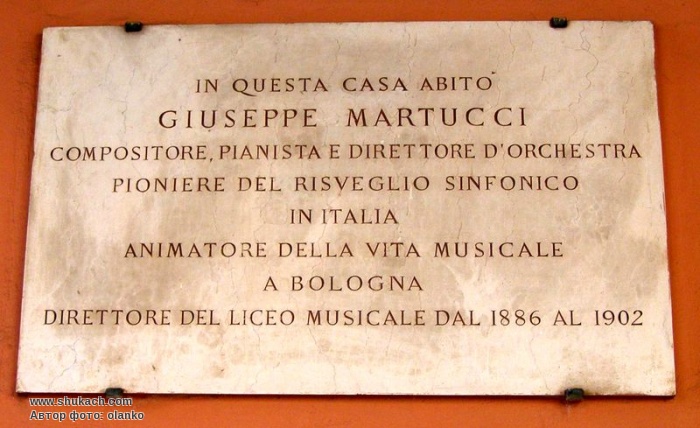 IN QUESTA CASA ABITÒ
GIUSEPPE MARTUCCI
COMPOSITORE, PIANISTA E DIRETTORE D'ORCHESTRA
PIONIERE DEL RISVEGLIO SINFONICO
IN ITALIA
ANIMATORE DELLA VITA MUSICALE
A BOLOGNA
DIRETTORE DEL LICEO MUSICALE DAL 1886 AL 1902
www.shukach.com
Автор фото: olanko